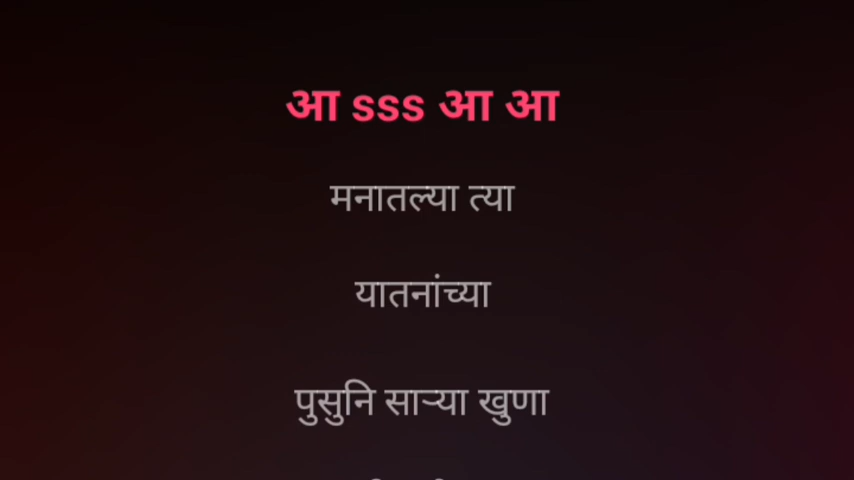 आ sss आ आ
मनातल्या त्या
यातनांच्या
पुसुनि साऱ्या खुणा